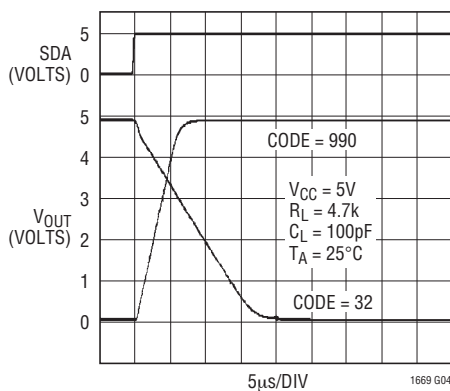 5
SDA
(VOLTS)
0
5
CODE = 990
4
3
VCC = 5V
RL = 4.7k
VOUT
(VOLTS)
2
CL = 100pF
TA = 25°C
1
CODE = 32
0
5µs/DIV
1669 G04